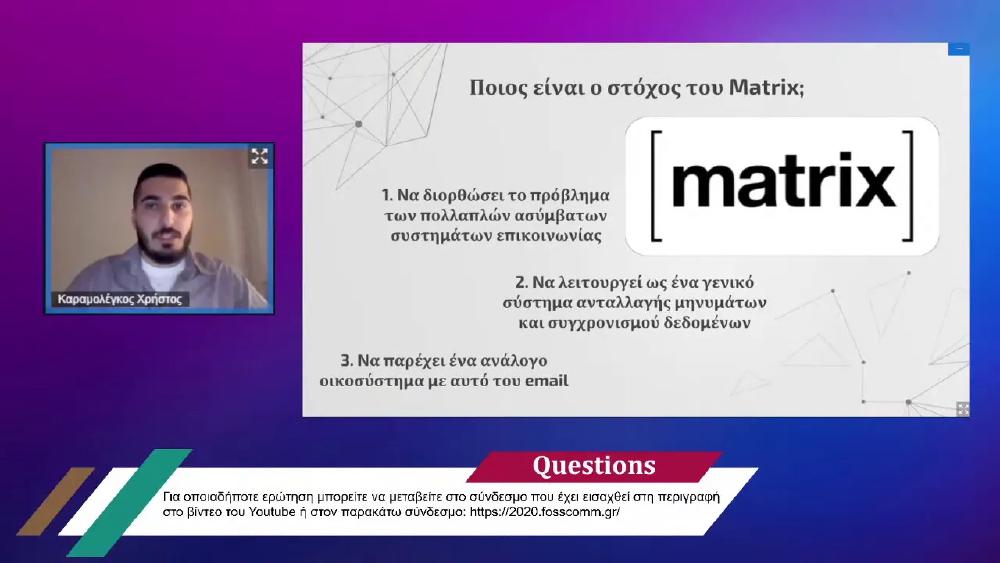 Ποιος είναι ο στόχος του Matrix;
[matrix]
1. Να διορθώσει το πρόβλημα
των πολλαπλών ασύμβατων
συστημάτων επικοινωνίας
2. Να λειτουργεί ως ένα γενικό
σύστημα ανταλλαγής μηνυμάτων
και συγχρονισμού δεδομένων
3. Να παρέχει ένα ανάλογο
οικοσύστημα με αυτό του email
Καραμολέγκος Χρήστος
Questions
Για οποιαδήποτε ερώτηση μπορείτε να μεταβείτε στο σύνδεσμο που έχει εισαχθεί στη περιγραφή
στο βίντεο του Youtube ή στον παρακάτω σύνδεσμο: https://2020.fosscomm.gr/